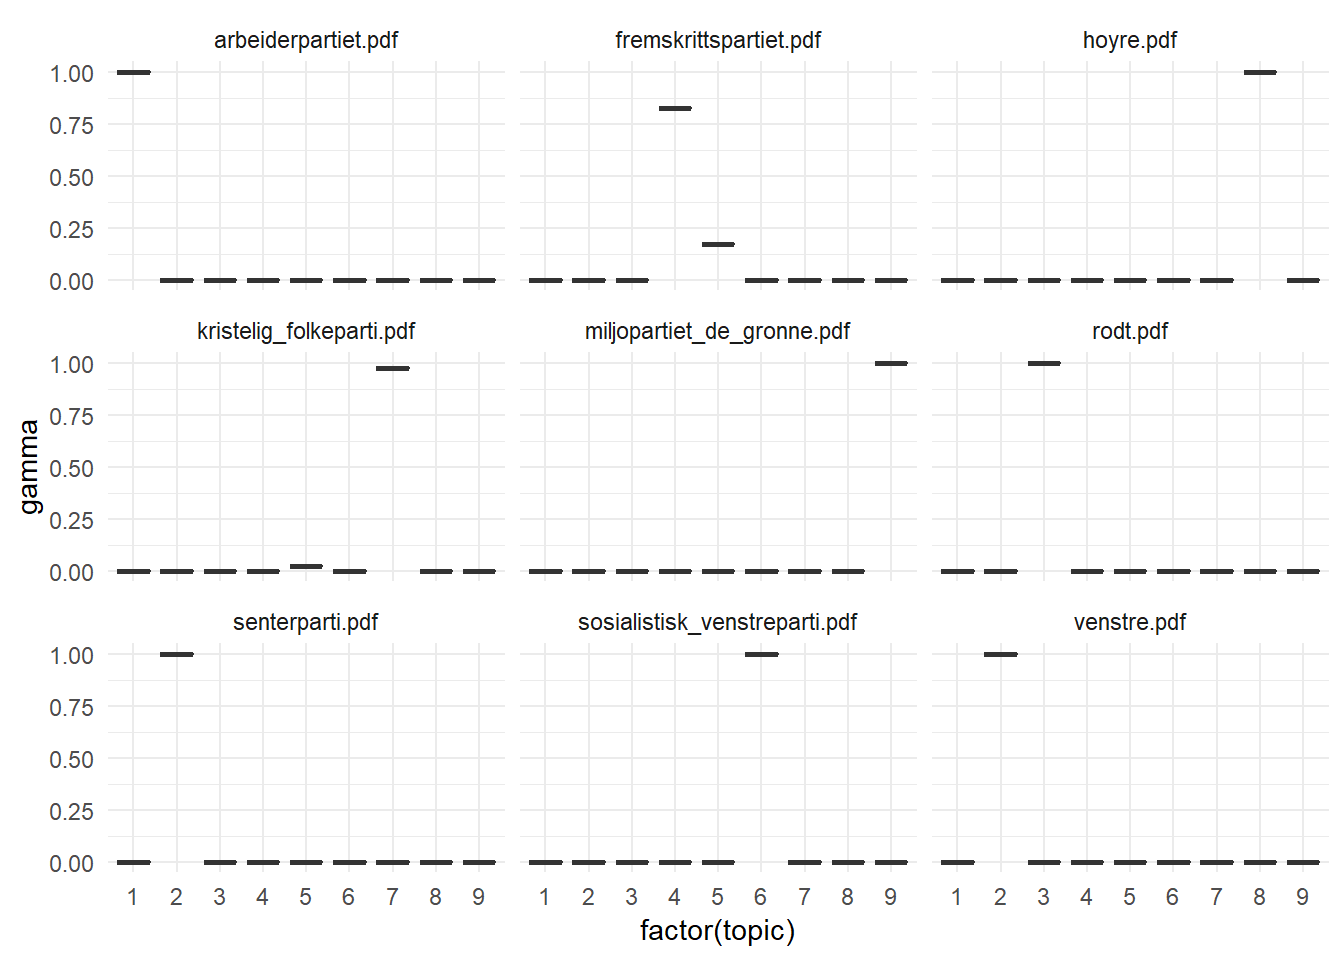 arbeiderpartiet.pdf fremskrittspartiet.pdf hoyre.pdf
1.00
0.75
0.50
0.25
0.00
kristelig_folkeparti.pdf miljopartiet_de_gronne.pdf rodt.pdf
1.00
0.75
0.50
0.25
0.00
gamma
senterparti.pdf sosialistisk_venstreparti.pdf venstre.pdf
1.00
0.75
0.50
0.25
0.00
1 2 3 4 5 6 7 8 9 1 2 3 4 5 6 7 8 9 1 2 3 4 5 6 7 8 9
factor(topic)